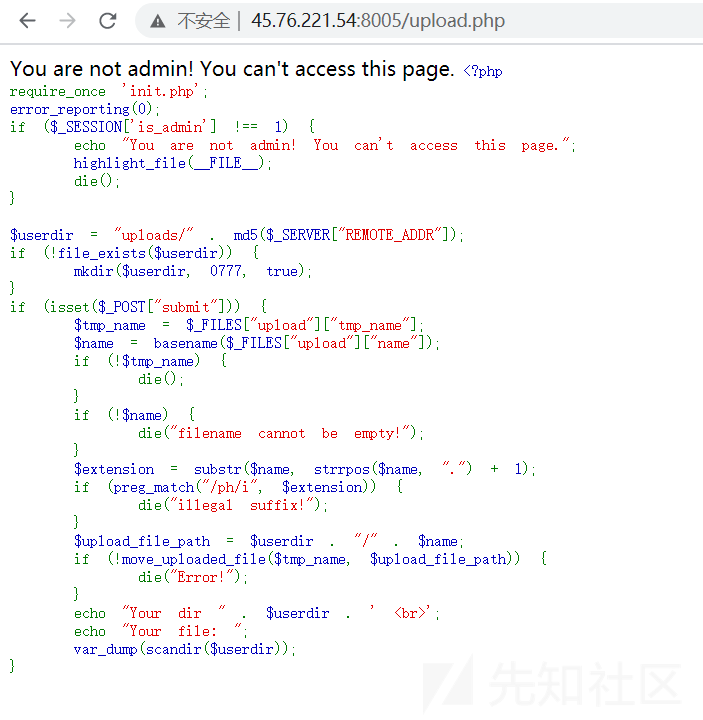 不安全 | 45.76.221.54:8005/upload.php
You are not admin! You can't access this page. <?php
require_once 'init.php';
error_reporting(0);
if ($_SESSION['is_admin'] !== 1) {
echo "You are not admin! You can't access this page.";
highlight_file(__FILE__);
die();
}
$userdir = "uploads/" . md5($_SERVER["REMOTE_ADDR"]);
if (!file_exists($userdir)) {
mkdir($userdir, 0777, true);
}
if (isset($_POST["submit"])) {
$tmp_name = $_FILES["upload"]["tmp_name"];
$name = basename($_FILES["upload"]["name"]);
if (!$tmp_name) {
die();
}
if (!$name) {
die("filename cannot be empty!");
}
$extension = substr($name, strrpos($name, ".") + 1);
if (preg_match("/ph/i", $extension)) {
die("illegal suffix!");
}
$upload_file_path = $userdir . "/" . $name;
if (!move_uploaded_file($tmp_name, $upload_file_path)) {
die("Error!");
}
echo "Your dir " . $userdir . ' <br>';
echo "Your file: ";
var_dump(scandir($userdir));
}
先知社区